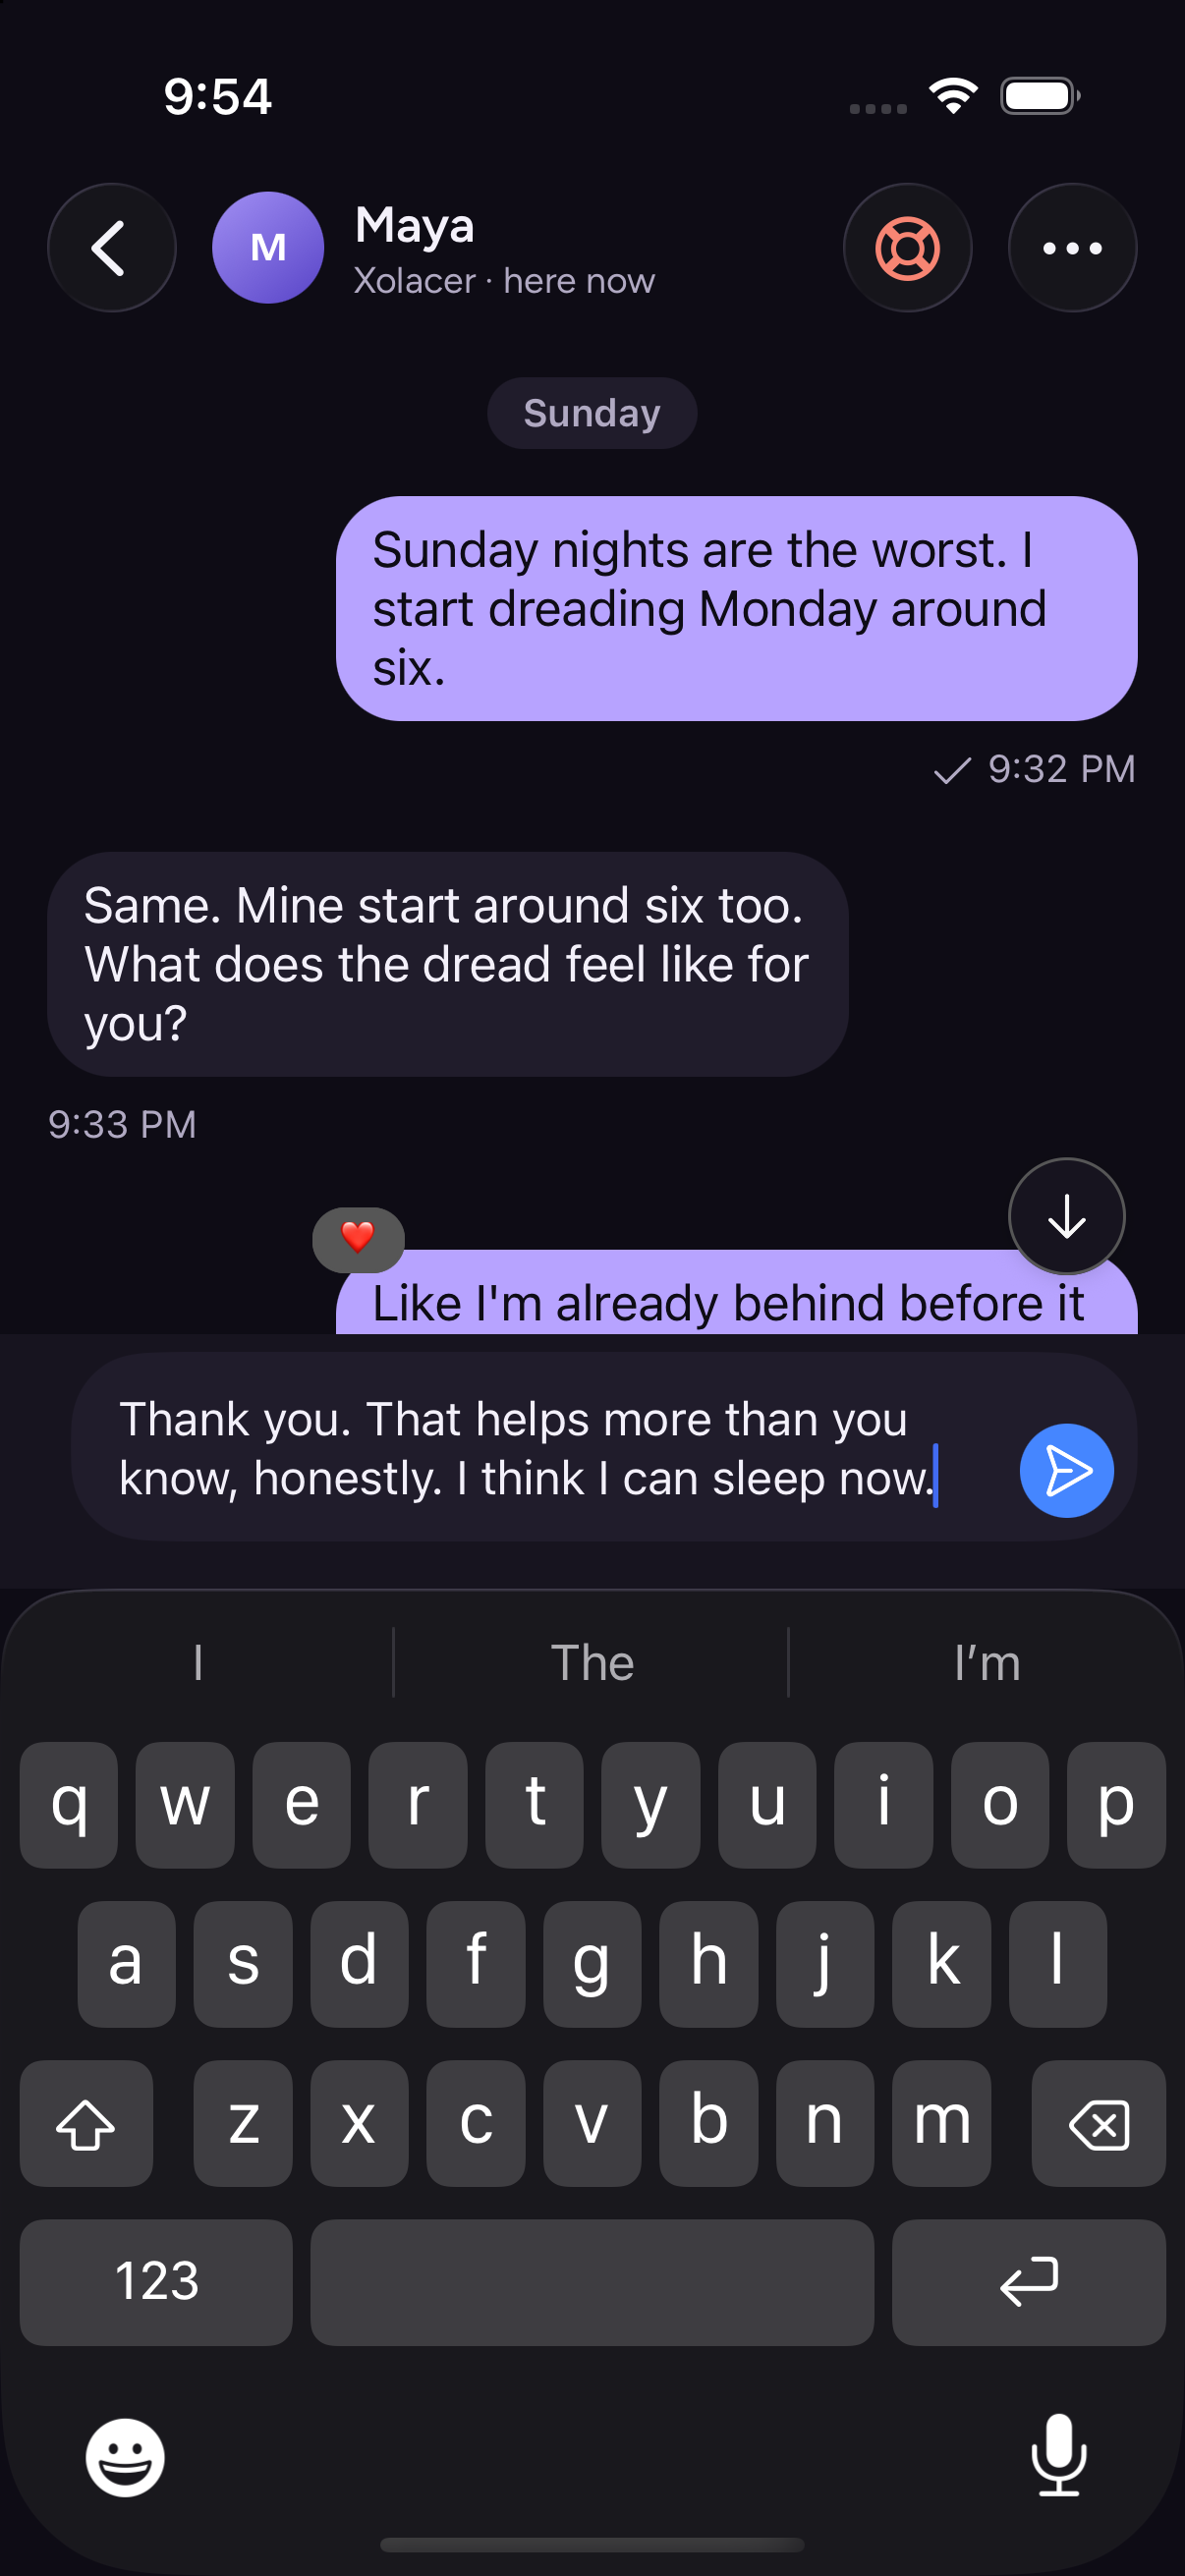 9:54
M
Maya
Xolacer · here now
Sunday
Sunday nights are the worst. I
start dreading Monday around
six.
9:32 PM
Same. Mine start around six too.
What does the dread feel like for
you?
9:33 PM
Like I'm already behind before it
Thank you. That helps more than you
know, honestly. I think I can sleep now.
I The I’m
q w e r t y u i o p
a s d f g h j k l
z x c v b n m
123